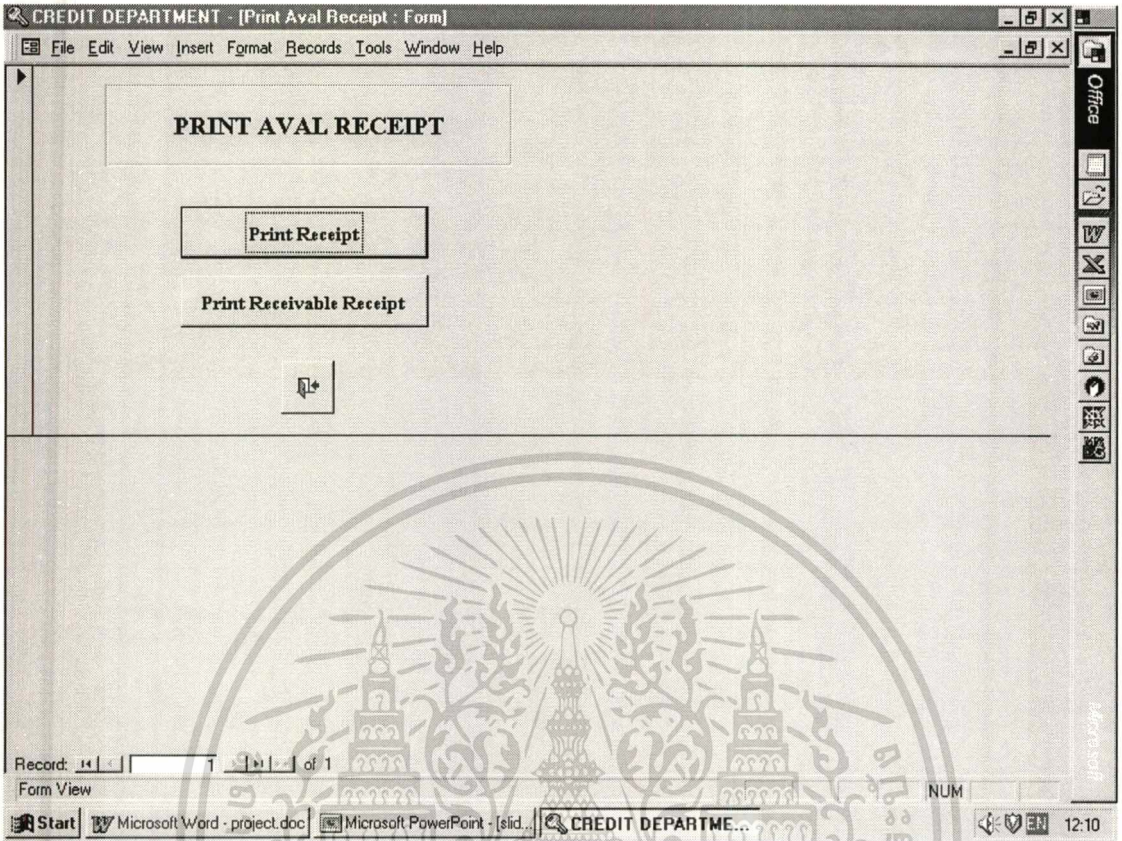 CREDIT DEPARTMENT - [Print Aval Receipt : Form]
File Edit View Insert Format Records Tools Window Help
Office
PRINT AVAL RECEIPT
Print Receipt
Print Receivable Receipt
Microsoft
Record: 1 of 1
Form View NUM
Start Microsoft Word - project.doc Microsoft PowerPoint - [slid... CREDIT DEPARTME... EN 12:10